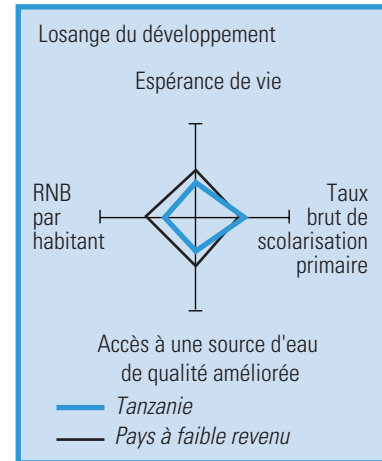 Losange du développement
Espérance de vie
RNB
par
habitant
Taux
brut de
scolarisation
primaire
Accès à une source d'eau
de qualité améliorée
Tanzanie
Pays à faible revenu